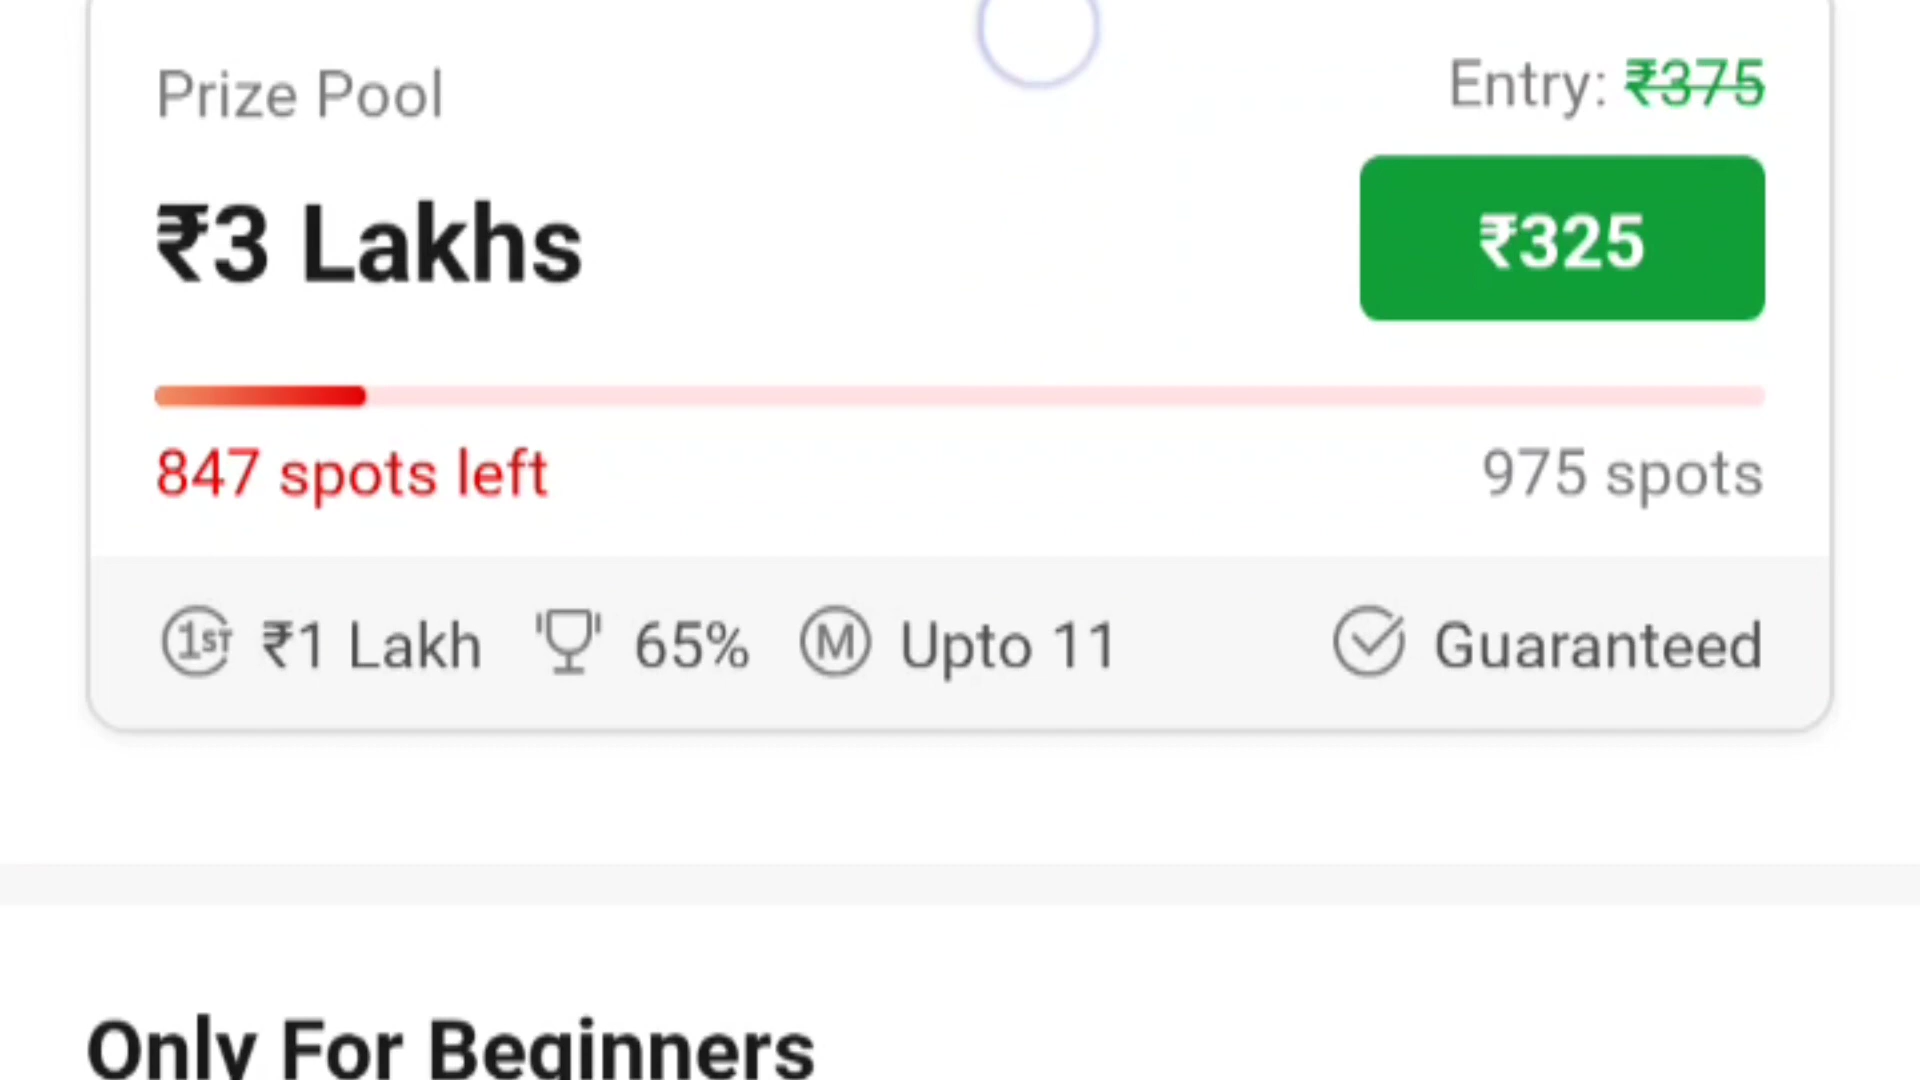 Prize Pool
Entry: ₹375
₹3 Lakhs
₹325
847 spots left
975 spots
1ST ₹1 Lakh 65% M Upto 11 Guaranteed
Only For Beginners